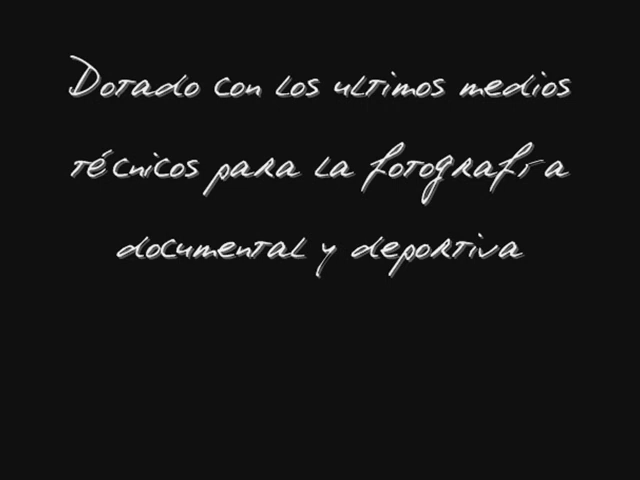 Dotado con los ultimos medios
técnicos para la fotografía
documental y deportiva